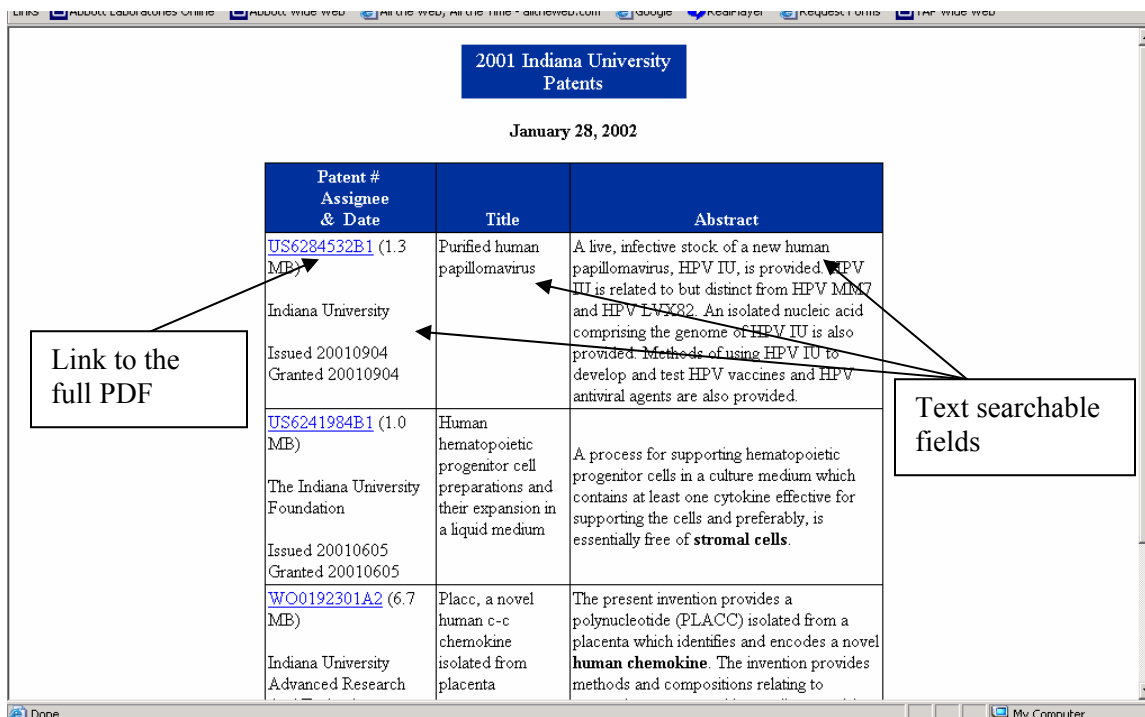 Links Abbott Laboratories Online Abbott Wide Web All the Web, All the Time - alltheweb.com Google RealPlayer Request Forms TAP Wide Web
2001 Indiana University
Patents
January 28, 2002
Patent #
Assignee
& Date
Title
Abstract
US6284532B1 (1.3
MB)
Indiana University
Issued 20010904
Granted 20010904
Purified human
papillomavirus
A live, infective stock of a new human
papillomavirus, HPV IU, is provided. HPV
IU is related to but distinct from HPV MM7
and HPV LVX82. An isolated nucleic acid
comprising the genome of HPV IU is also
provided. Methods of using HPV IU to
develop and test HPV vaccines and HPV
antiviral agents are also provided.
Link to the
full PDF
Text searchable
fields
US6241984B1 (1.0
MB)
The Indiana University
Foundation
Issued 20010605
Granted 20010605
Human
hematopoietic
progenitor cell
preparations and
their expansion in
a liquid medium
A process for supporting hematopoietic
progenitor cells in a culture medium which
contains at least one cytokine effective for
supporting the cells and preferably, is
essentially free of stromal cells.
WO0192301A2 (6.7
MB)
Indiana University
Advanced Research
Placc, a novel
human c-c
chemokine
isolated from
placenta
The present invention provides a
polynucleotide (PLACC) isolated from a
placenta which identifies and encodes a novel
human chemokine. The invention provides
methods and compositions relating to
Done
My Computer